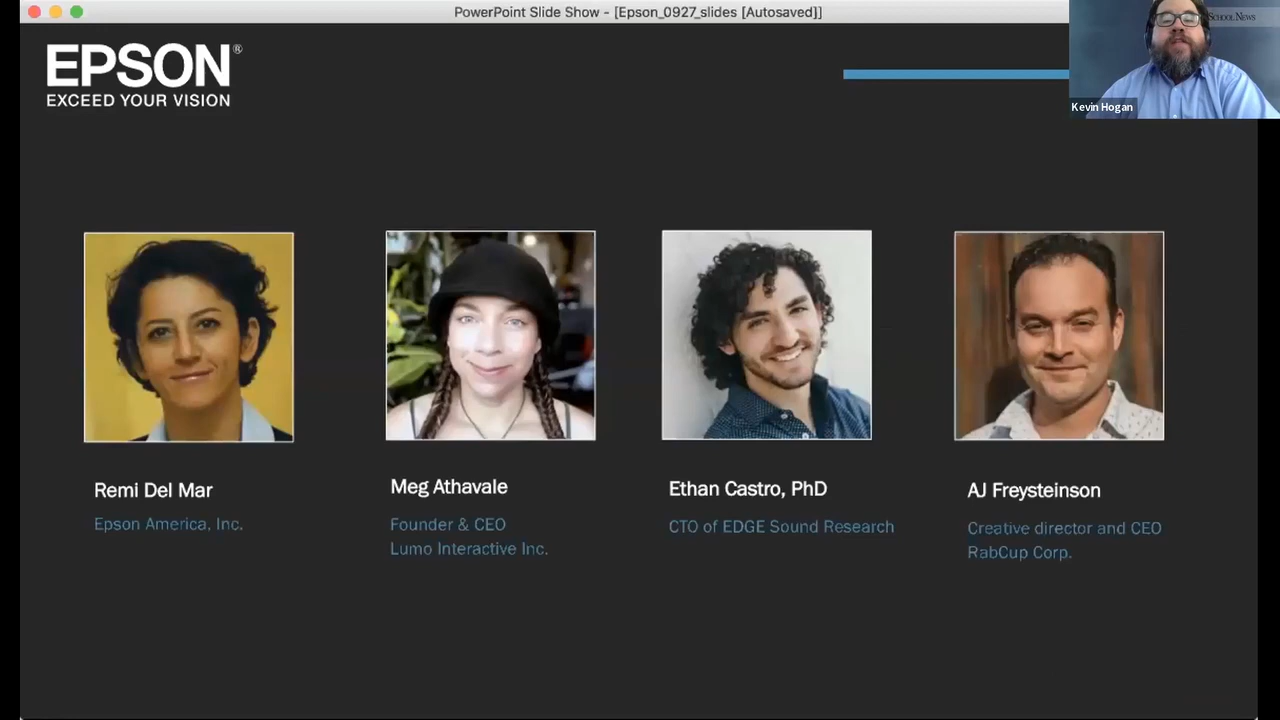 PowerPoint Slide Show - [Epson_0927_slides [Autosaved]]
School News
EPSON®
EXCEED YOUR VISION
Kevin Hogan
Remi Del Mar
Epson America, Inc.
Meg Athavale
Founder & CEO
Lumo Interactive Inc.
Ethan Castro, PhD
CTO of EDGE Sound Research
AJ Freysteinson
Creative director and CEO
RabCup Corp.